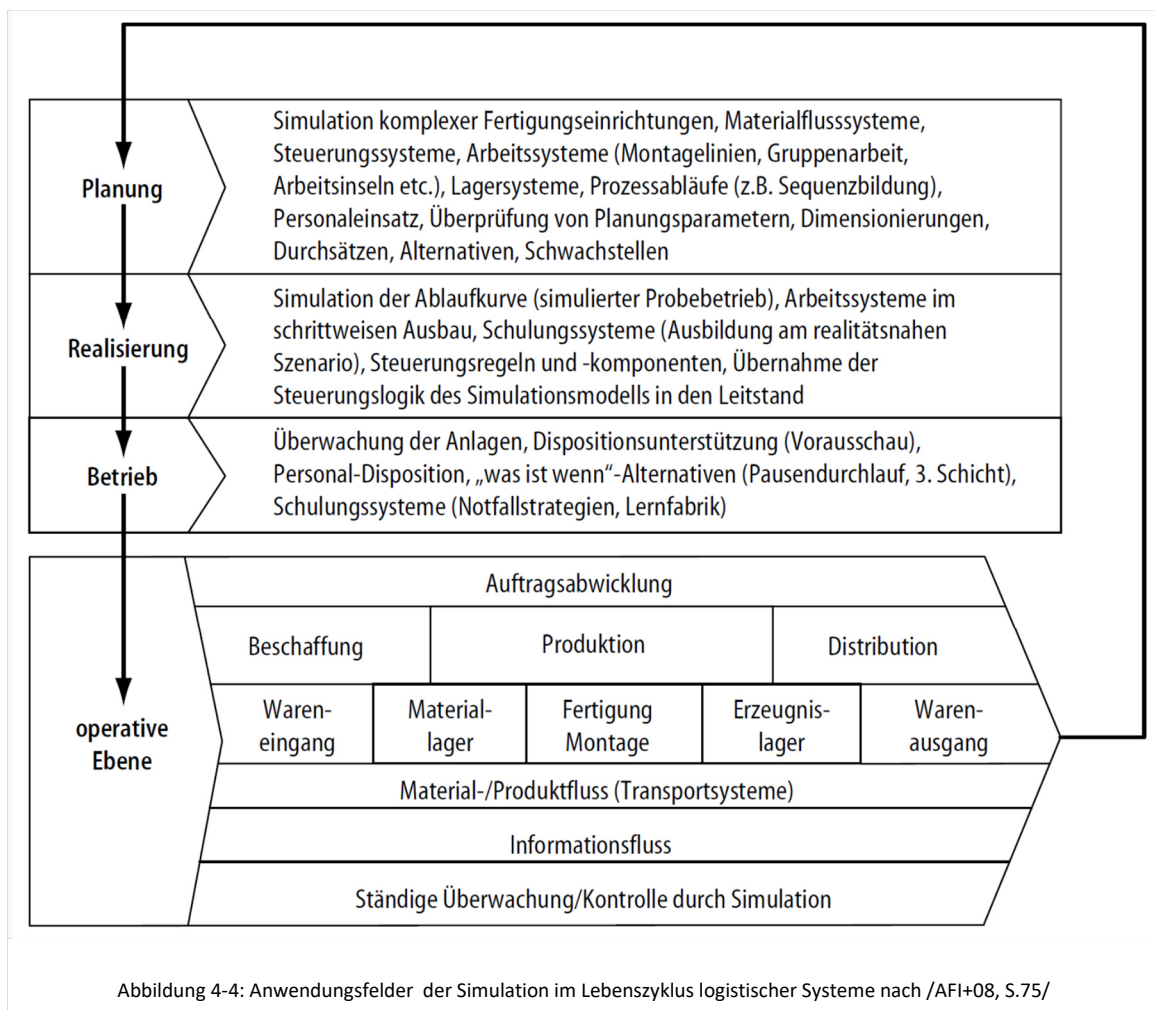 Planung
Simulation komplexer Fertigungseinrichtungen, Materialflusssysteme,
Steuerungssysteme, Arbeitssysteme (Montagelinien, Gruppenarbeit,
Arbeitsinseln etc.), Lagersysteme, Prozessabläufe (z.B. Sequenzbildung),
Personaleinsatz, Überprüfung von Planungsparametern, Dimensionierungen,
Durchsätzen, Alternativen, Schwachstellen
Realisierung
Simulation der Ablaufkurve (simulierter Probebetrieb), Arbeitssysteme im
schrittweisen Ausbau, Schulungssysteme (Ausbildung am realitätsnahen
Szenario), Steuerungsregeln und -komponenten, Übernahme der
Steuerungslogik des Simulationsmodells in den Leitstand
Betrieb
Überwachung der Anlagen, Dispositionsunterstützung (Vorausschau),
Personal-Disposition, „was ist wenn“-Alternativen (Pausendurchlauf, 3. Schicht),
Schulungssysteme (Notfallstrategien, Lernfabrik)
operative
Ebene
Auftragsabwicklung
Beschaffung
Produktion
Distribution
Waren-
eingang
Material-
lager
Fertigung
Montage
Erzeugnis-
lager
Waren-
ausgang
Material-/Produktfluss (Transportsysteme)
Informationsfluss
Ständige Überwachung/Kontrolle durch Simulation
Abbildung 4-4: Anwendungsfelder der Simulation im Lebenszyklus logistischer Systeme nach /AFI+08, S.75/